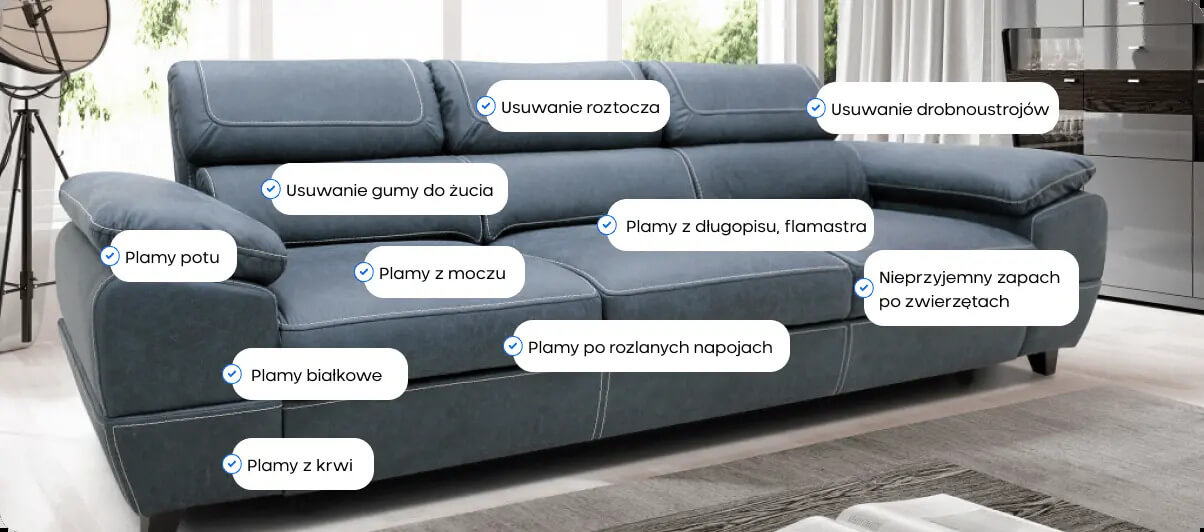 Usuwanie roztocza
Usuwanie drobnoustrojów
Usuwanie gumy do żucia
Plamy z długopisu, flamastra
Plamy potu
Plamy z moczu
Nieprzyjemny zapach
po zwierzętach
Plamy po rozlanych napojach
Plamy białkowe
Plamy z krwi